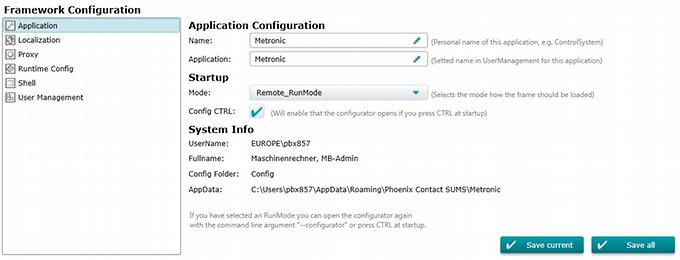 Framework Configuration
Application
Localization
Proxy
Runtime Config
Shell
User Management
Application Configuration
Name: Metronic (Personal name of this application, e.g. ControlSystem)
Application: Metronic (Setted name in UserManagement for this application)
Startup
Mode: Remote_RunMode (Selects the mode how the frame should be loaded)
Config CTRL: (Will enable that the configurator opens if you press CTRL at startup)
System Info
UserName: EUROPE\pbx857
Fullname: Maschinenrechner, MB-Admin
Config Folder: Config
AppData: C:\Users\pbx857\AppData\Roaming\Phoenix Contact SUMS\Metronic
If you have selected an RunMode you can open the configurator again
with the command line argument "--configurator" or press CTRL at startup.
Save current Save all